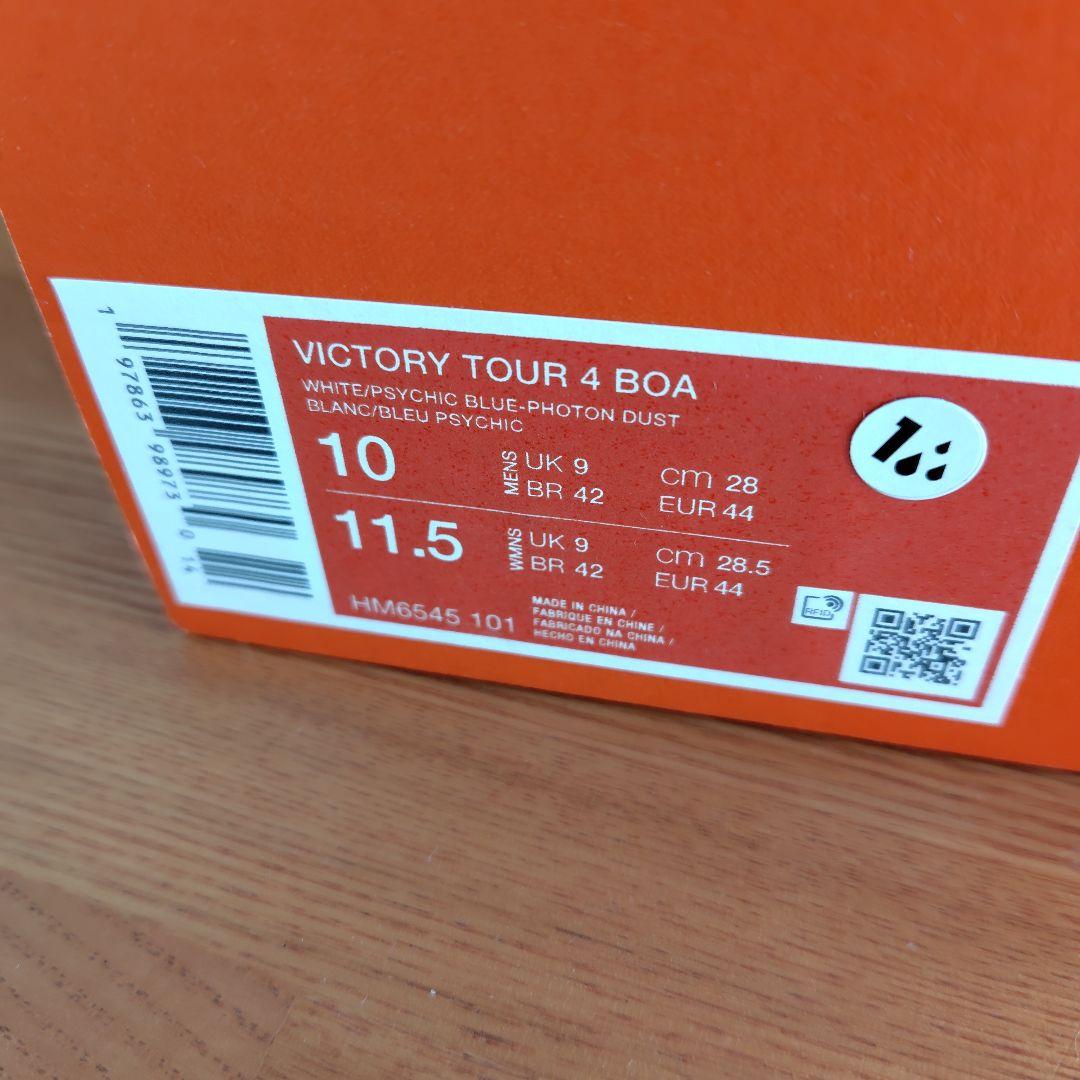 VICTORY TOUR 4 BOA
WHITE/PSYCHIC BLUE-PHOTON DUST
BLANC/BLEU PSYCHIC
10
MENS
UK 9
BR 42
cm 28
EUR 44
11.5
WMNS
UK 9
BR 42
cm 28.5
EUR 44
HM6545 101
MADE IN CHINA /
FABRIQUE EN CHINE /
FABRICADO NA CHINA /
HECHO EN CHINA
RFID
1 97863 98973 0 14